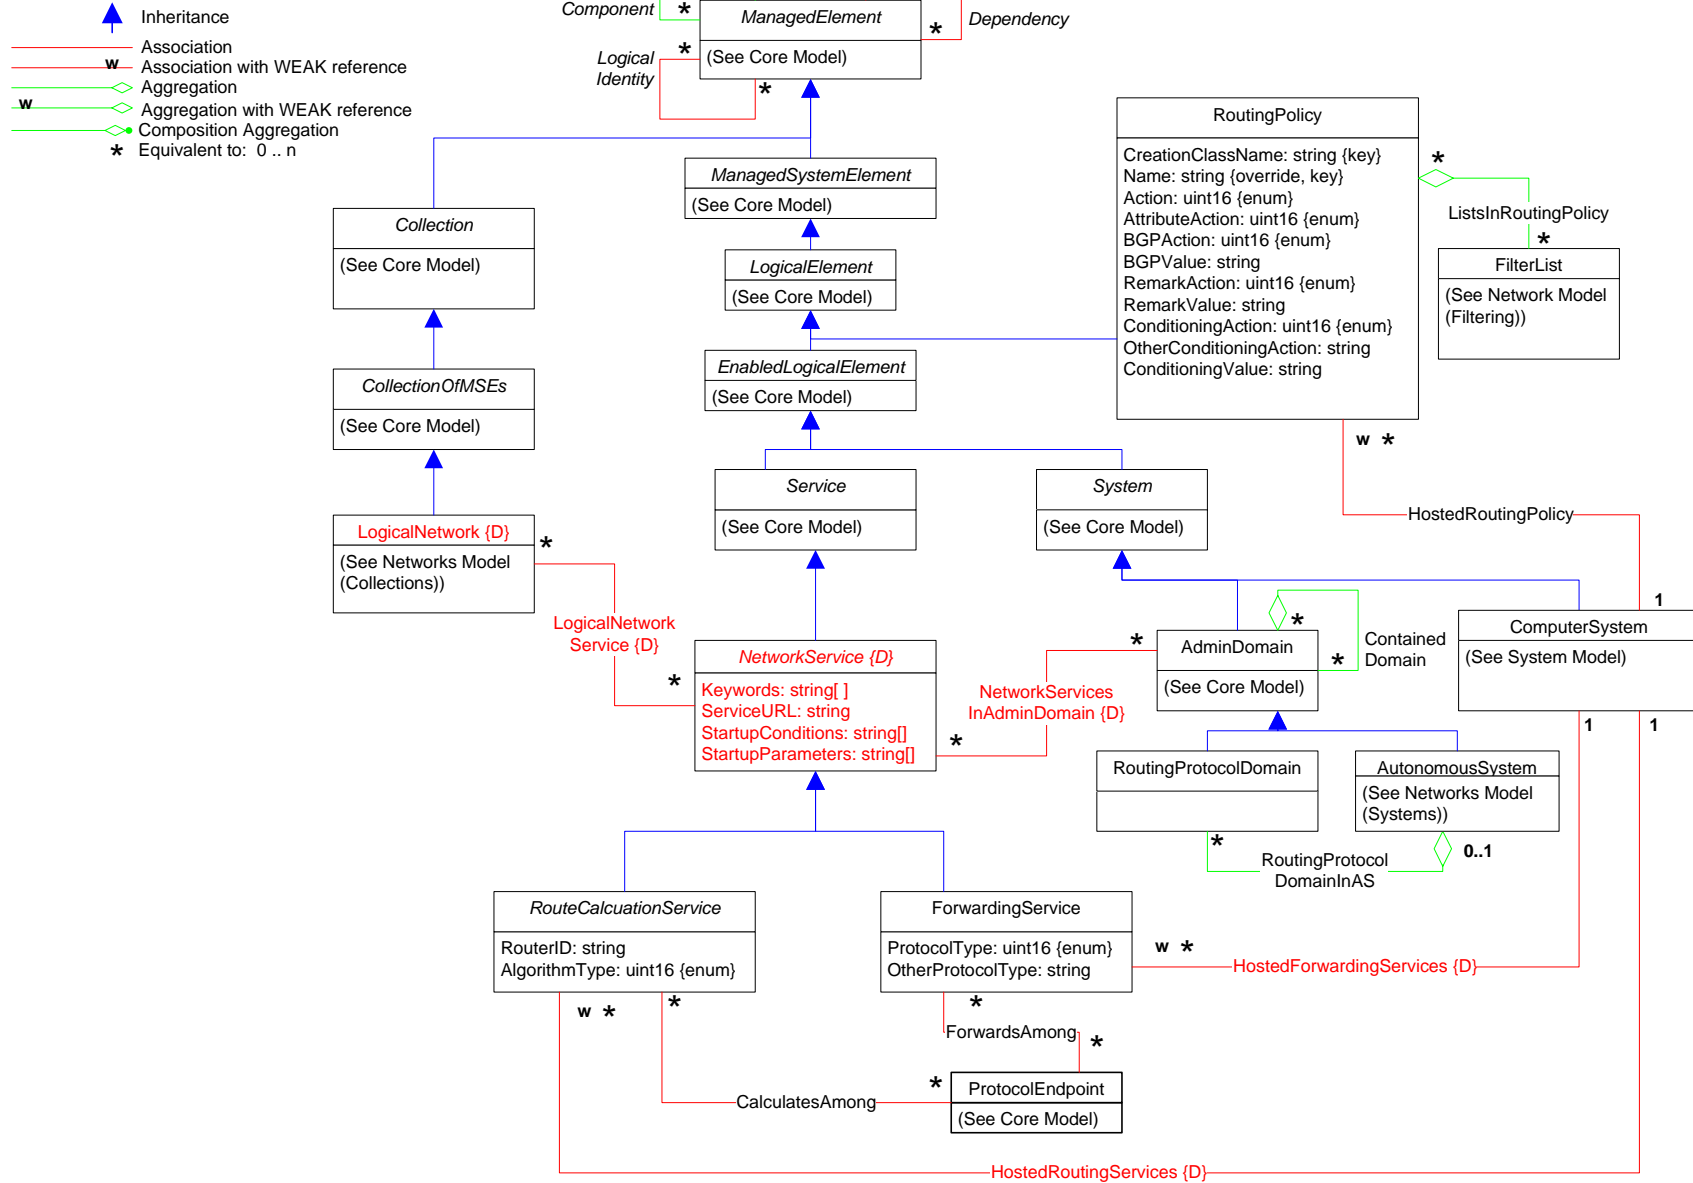 Inheritance
Association
w
Association with WEAK reference
Aggregation
w
Aggregation with WEAK reference
Composition Aggregation
* Equivalent to: 0 .. n
Component
*
ManagedElement
(See Core Model)
*
Dependency
Logical
Identity
*
*
ManagedSystemElement
(See Core Model)
Collection
(See Core Model)
LogicalElement
(See Core Model)
RoutingPolicy
CreationClassName: string {key}
Name: string {override, key}
Action: uint16 {enum}
AttributeAction: uint16 {enum}
BGPAction: uint16 {enum}
BGPValue: string
RemarkAction: uint16 {enum}
RemarkValue: string
ConditioningAction: uint16 {enum}
OtherConditioningAction: string
ConditioningValue: string
*
ListsInRoutingPolicy
*
FilterList
(See Network Model
(Filtering))
EnabledLogicalElement
(See Core Model)
CollectionOfMSEs
(See Core Model)
w *
Service
(See Core Model)
System
(See Core Model)
HostedRoutingPolicy
LogicalNetwork {D}
(See Networks Model
(Collections))
*
LogicalNetwork
Service {D}
*
NetworkService {D}
Keywords: string[ ]
ServiceURL: string
StartupConditions: string[]
StartupParameters: string[]
*
NetworkServices
InAdminDomain {D}
*
AdminDomain
(See Core Model)
*
*
Contained
Domain
1
ComputerSystem
(See System Model)
1
1
RoutingProtocolDomain
AutonomousSystem
(See Networks Model
(Systems))
*
RoutingProtocol
DomainInAS
0..1
RouteCalcuationService
RouterID: string
AlgorithmType: uint16 {enum}
ForwardingService
ProtocolType: uint16 {enum}
OtherProtocolType: string
w *
HostedForwardingServices {D}
w *
*
*
ForwardsAmong
*
*
CalculatesAmong
ProtocolEndpoint
(See Core Model)
HostedRoutingServices {D}